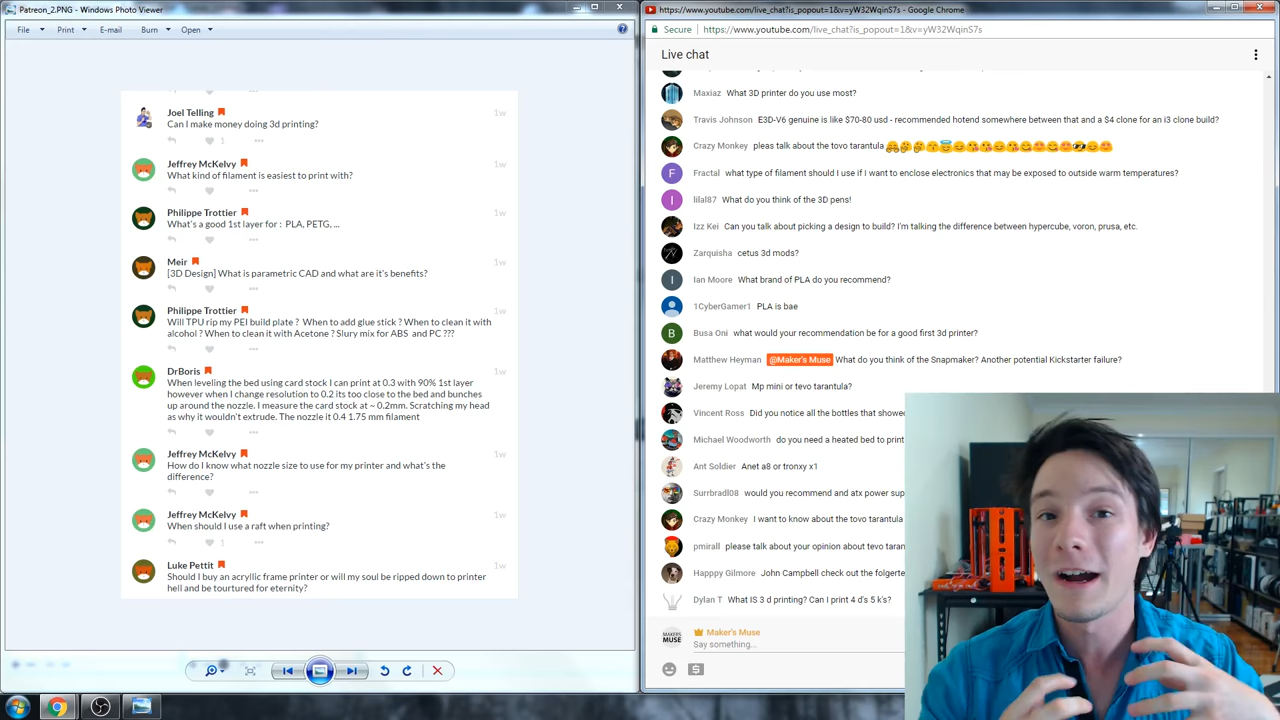 Patreon_2.PNG - Windows Photo Viewer
File Print E-mail Burn Open
Joel Telling 1w
Can I make money doing 3d printing?
1
Jeffrey McKelvy 1w
What kind of filament is easiest to print with?
Philippe Trottier 1w
What's a good 1st layer for : PLA, PETG, ...
Meir 1w
[3D Design] What is parametric CAD and what are it's benefits?
Philippe Trottier 1w
Will TPU rip my PEI build plate ? When to add glue stick ? When to clean it with
alcohol ? When to clean it with Acetone ? Slury mix for ABS and PC ???
DrBoris 1w
When leveling the bed using card stock I can print at 0.3 with 90% 1st layer
however when I change resolution to 0.2 its too close to the bed and bunches
up around the nozzle. I measure the card stock at ~ 0.2mm. Scratching my head
as why it wouldn't extrude. The nozzle it 0.4 1.75 mm filament
Jeffrey McKelvy 1w
How do I know what nozzle size to use for my printer and what's the
difference?
Jeffrey McKelvy 1w
When should I use a raft when printing?
1
Luke Pettit 1w
Should I buy an acryllic frame printer or will my soul be ripped down to printer
hell and be tourtured for eternity?
https://www.youtube.com/live_chat?is_popout=1&v=yW32WqinS7s - Google Chrome
Secure https://www.youtube.com/live_chat?is_popout=1&v=yW32WqinS7s
Live chat
Maxiaz What 3D printer do you use most?
Travis Johnson E3D-V6 genuine is like $70-80 usd - recommended hotend somewhere between that and a $4 clone for an i3 clone build?
Crazy Monkey pleas talk about the tovo tarantula
F Fractal what type of filament should I use if I want to enclose electronics that may be exposed to outside warm temperatures?
I lilal87 What do you think of the 3D pens!
Izz Kei Can you talk about picking a design to build? I'm talking the difference between hypercube, voron, prusa, etc.
Zarquisha cetus 3d mods?
I Ian Moore What brand of PLA do you recommend?
1CyberGamer1 PLA is bae
B Busa Oni what would your recommendation be for a good first 3d printer?
Matthew Heyman @Maker's Muse What do you think of the Snapmaker? Another potential Kickstarter failure?
Jeremy Lopat Mp mini or tevo tarantula?
Vincent Ross Did you notice all the bottles that showed
Michael Woodworth do you need a heated bed to print
Ant Soldier Anet a8 or tronxy x1
Surrbradl08 would you recommend and atx power sup
Crazy Monkey I want to know about the tovo tarantula
pmirall please talk about your opinion about tevo taran
Happpy Gilmore John Campbell check out the folgerte
Dylan T What IS 3 d printing? Can I print 4 d's 5 k's?
MAKER'S MUSE Maker's Muse
Say something...